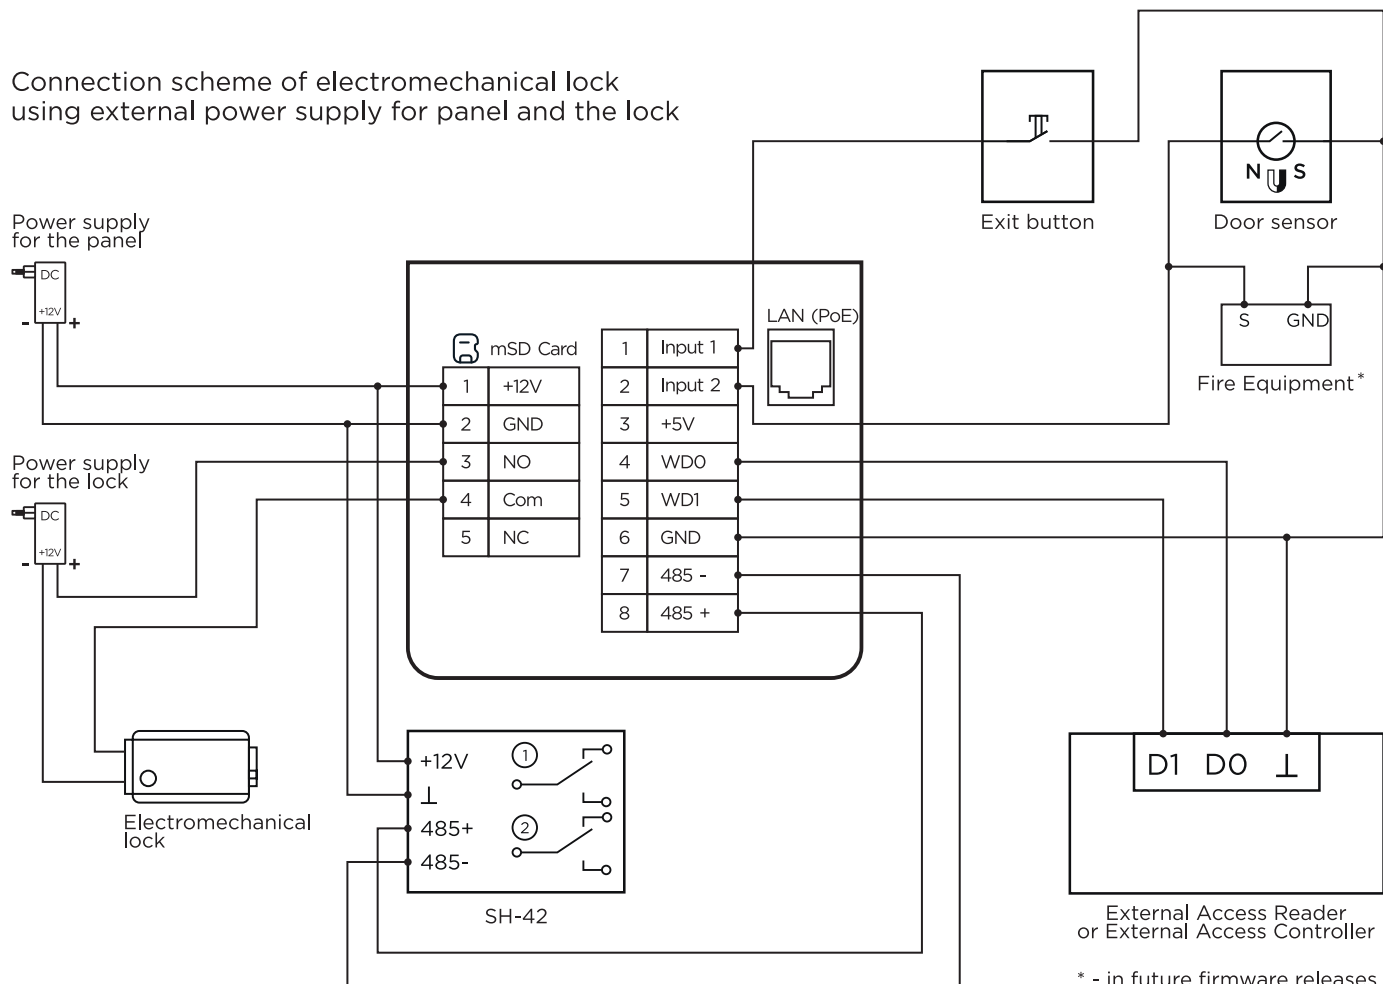 Connection scheme of electromechanical lock
using external power supply for panel and the lock
Power supply
for the panel
DC
+12V
- +
Power supply
for the lock
DC
+12V
- +
Electromechanical
lock
mSD Card
1 +12V
2 GND
3 NO
4 Com
5 NC
1 Input 1
2 Input 2
3 +5V
4 WD0
5 WD1
6 GND
7 485 -
8 485 +
LAN (PoE)
Exit button
N S
Door sensor
S GND
Fire Equipment*
+12V
485+
485-
1
2
SH-42
D1 D0
External Access Reader
or External Access Controller
* - in future firmware releases